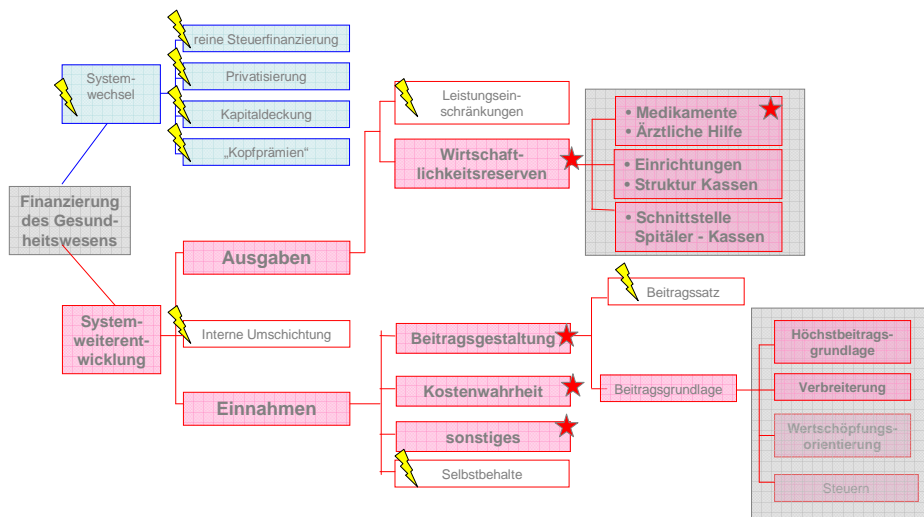 reine Steuerfinanzierung
System-
wechsel
Privatisierung
Kapitaldeckung
„Kopfprämien“
Leistungsein-
schränkungen
Wirtschaft-
lichkeitsreserven
• Medikamente
• Ärztliche Hilfe
• Einrichtungen
• Struktur Kassen
• Schnittstelle
Spitäler - Kassen
Finanzierung
des Gesund-
heitswesens
Ausgaben
System-
weiterent-
wicklung
Interne Umschichtung
Einnahmen
Beitragsgestaltung
Kostenwahrheit
sonstiges
Selbstbehalte
Beitragssatz
Beitragsgrundlage
Höchstbeitrags-
grundlage
Verbreiterung
Wertschöpfungs-
orientierung
Steuern